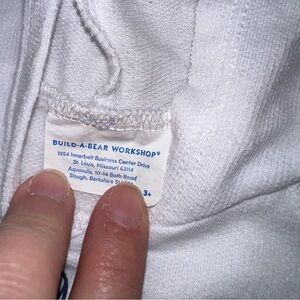 BUILD-A-BEAR WORKSHOP®
1954 Innerbelt Business Center Drive
St. Louis, Missouri 63114
Aquasulis, 10-14 Bath Road
Slough, Berkshire
3+